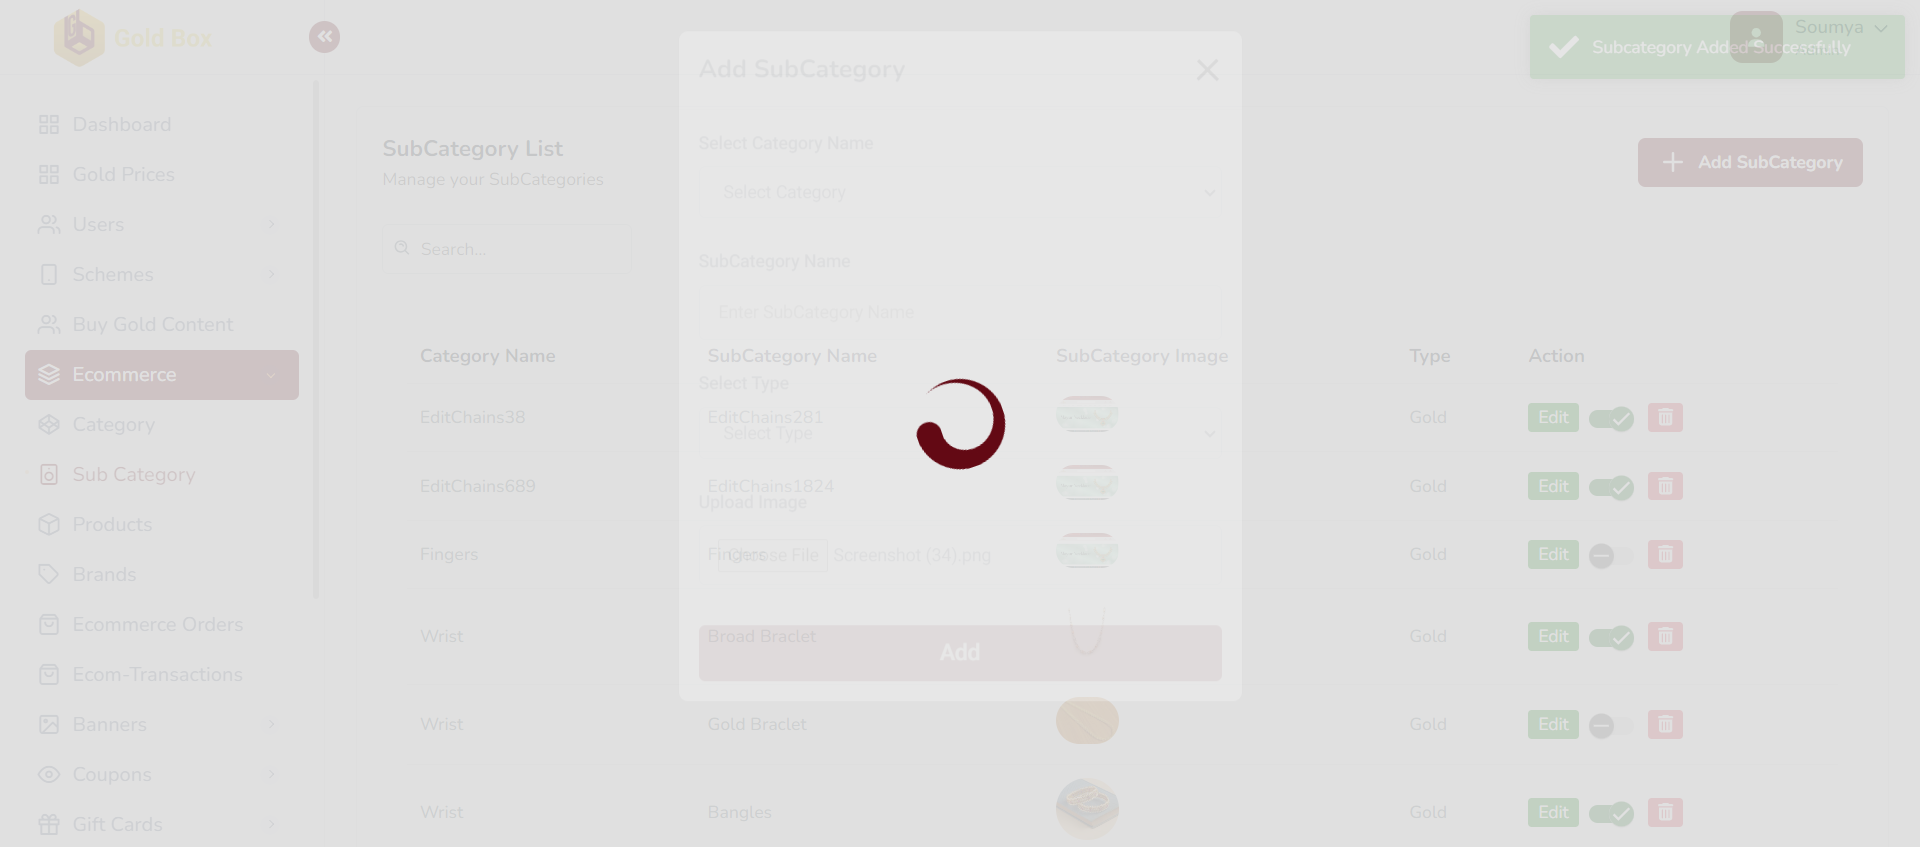 Gold Box
Soumya
Subcategory Added Successfully
Dashboard
Gold Prices
Users
Schemes
Buy Gold Content
Ecommerce
Category
Sub Category
Products
Brands
Ecommerce Orders
Ecom-Transactions
Banners
Coupons
Gift Cards
SubCategory List
Manage your SubCategories
Add SubCategory
Search...
Category Name SubCategory Name SubCategory Image Type Action
EditChains38 EditChains281 Gold Edit
EditChains689 EditChains1824 Gold Edit
Fingers Fingers Gold Edit
Wrist Broad Braclet Gold Edit
Wrist Gold Braclet Gold Edit
Wrist Bangles Gold Edit
Add SubCategory
Select Category Name
Select Category
SubCategory Name
Enter SubCategory Name
Select Type
Select Type
Upload Image
Choose File Screenshot (34).png
Add